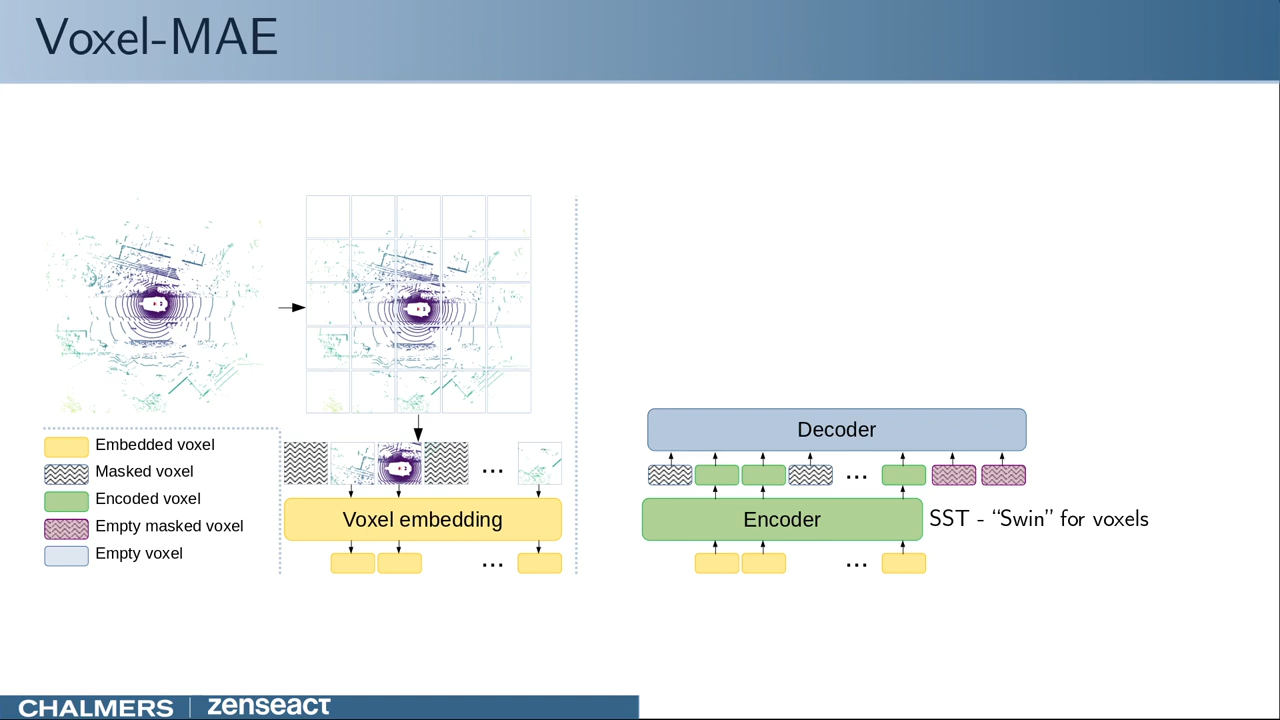 Voxel-MAE
Embedded voxel
Masked voxel
Encoded voxel
Empty masked voxel
Empty voxel
...
Voxel embedding
...
Decoder
...
Encoder
SST - “Swin” for voxels
...
CHALMERS | zenseact